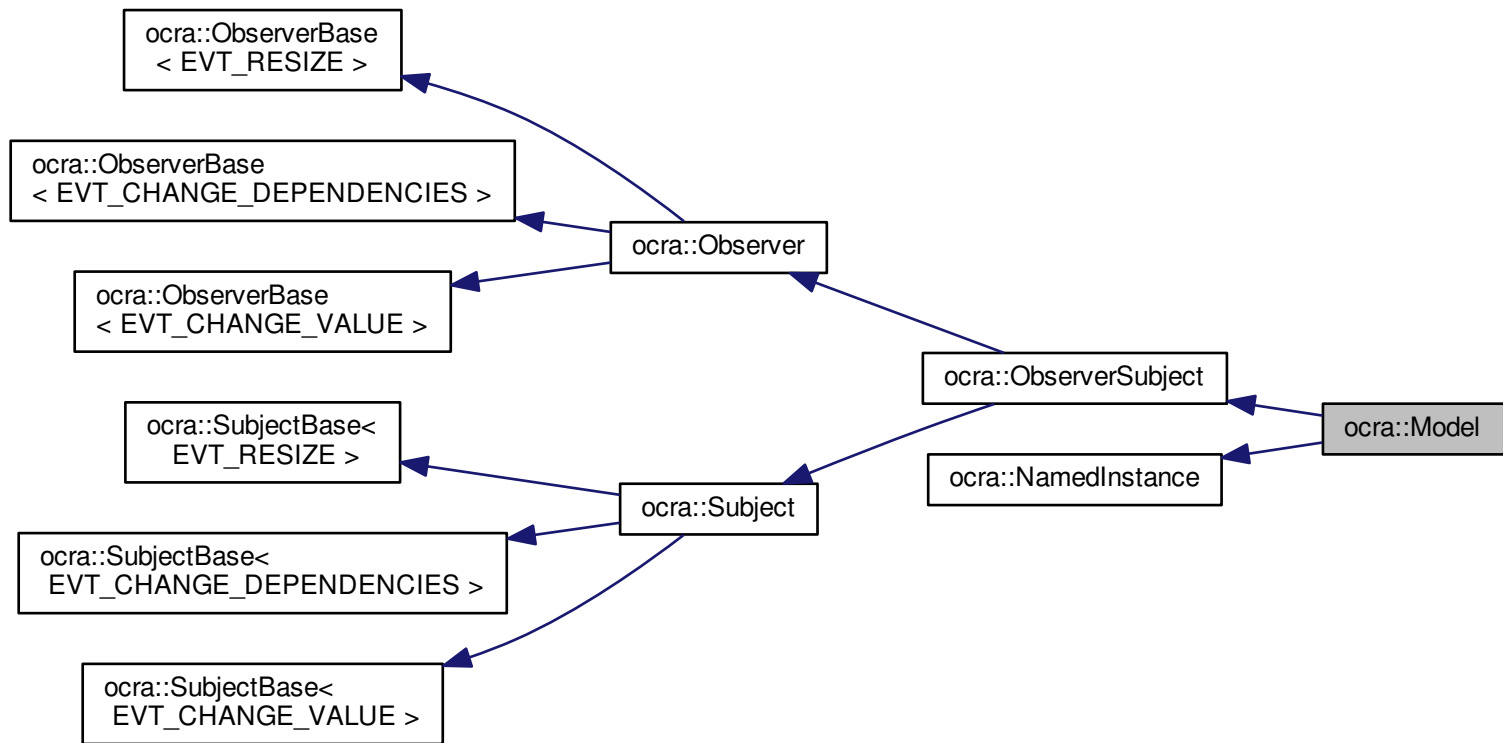 ocra::ObserverBase
< EVT_RESIZE >
ocra::ObserverBase
< EVT_CHANGE_DEPENDENCIES >
ocra::Observer
ocra::ObserverBase
< EVT_CHANGE_VALUE >
ocra::ObserverSubject
ocra::SubjectBase<
EVT_RESIZE >
ocra::Model
ocra::NamedInstance
ocra::Subject
ocra::SubjectBase<
EVT_CHANGE_DEPENDENCIES >
ocra::SubjectBase<
EVT_CHANGE_VALUE >